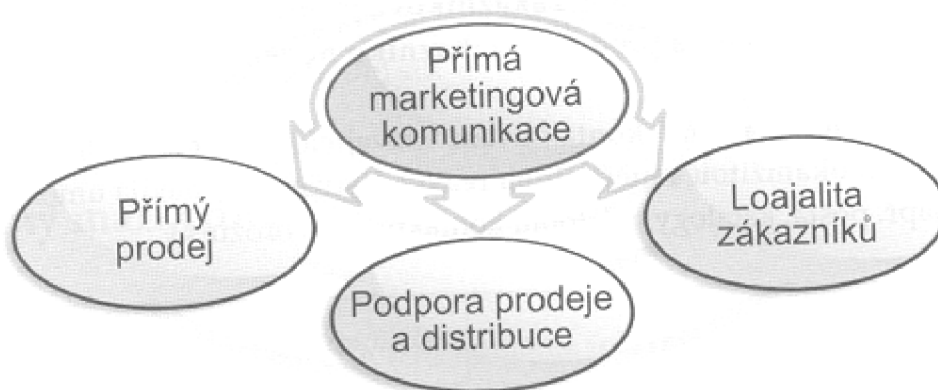 Přímá
marketingová
komunikace
Přímý
prodej
Loajalita
zákazníků
Podpora prodeje
a distribuce